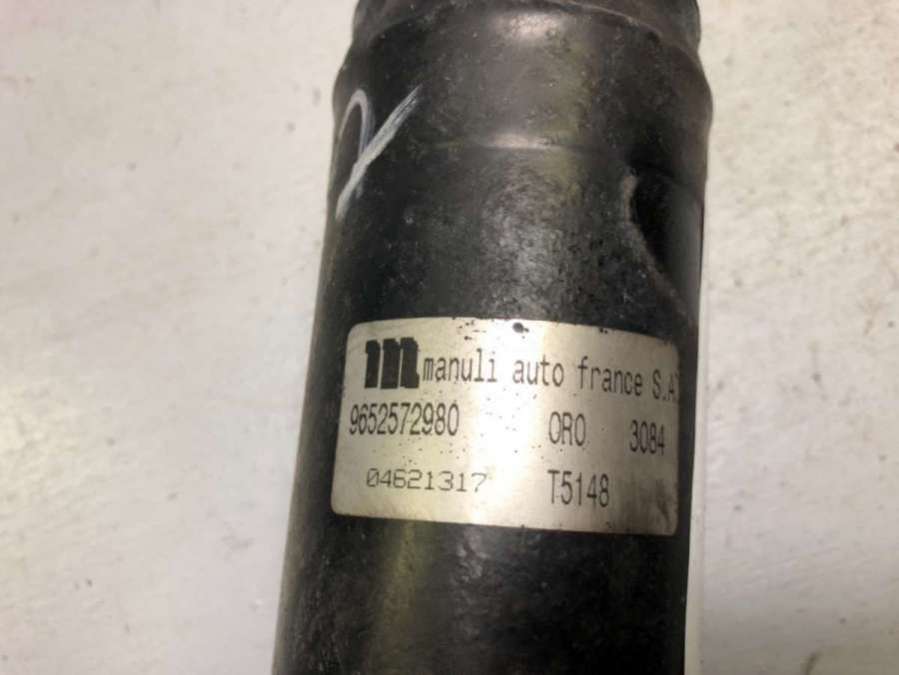 m manuli auto france S.A
9652572980 ORO 3084
04621317 T5148